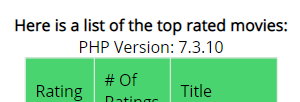 Here is a list of the top rated movies:
PHP Version: 7.3.10
Rating
# Of
Ratings
Title